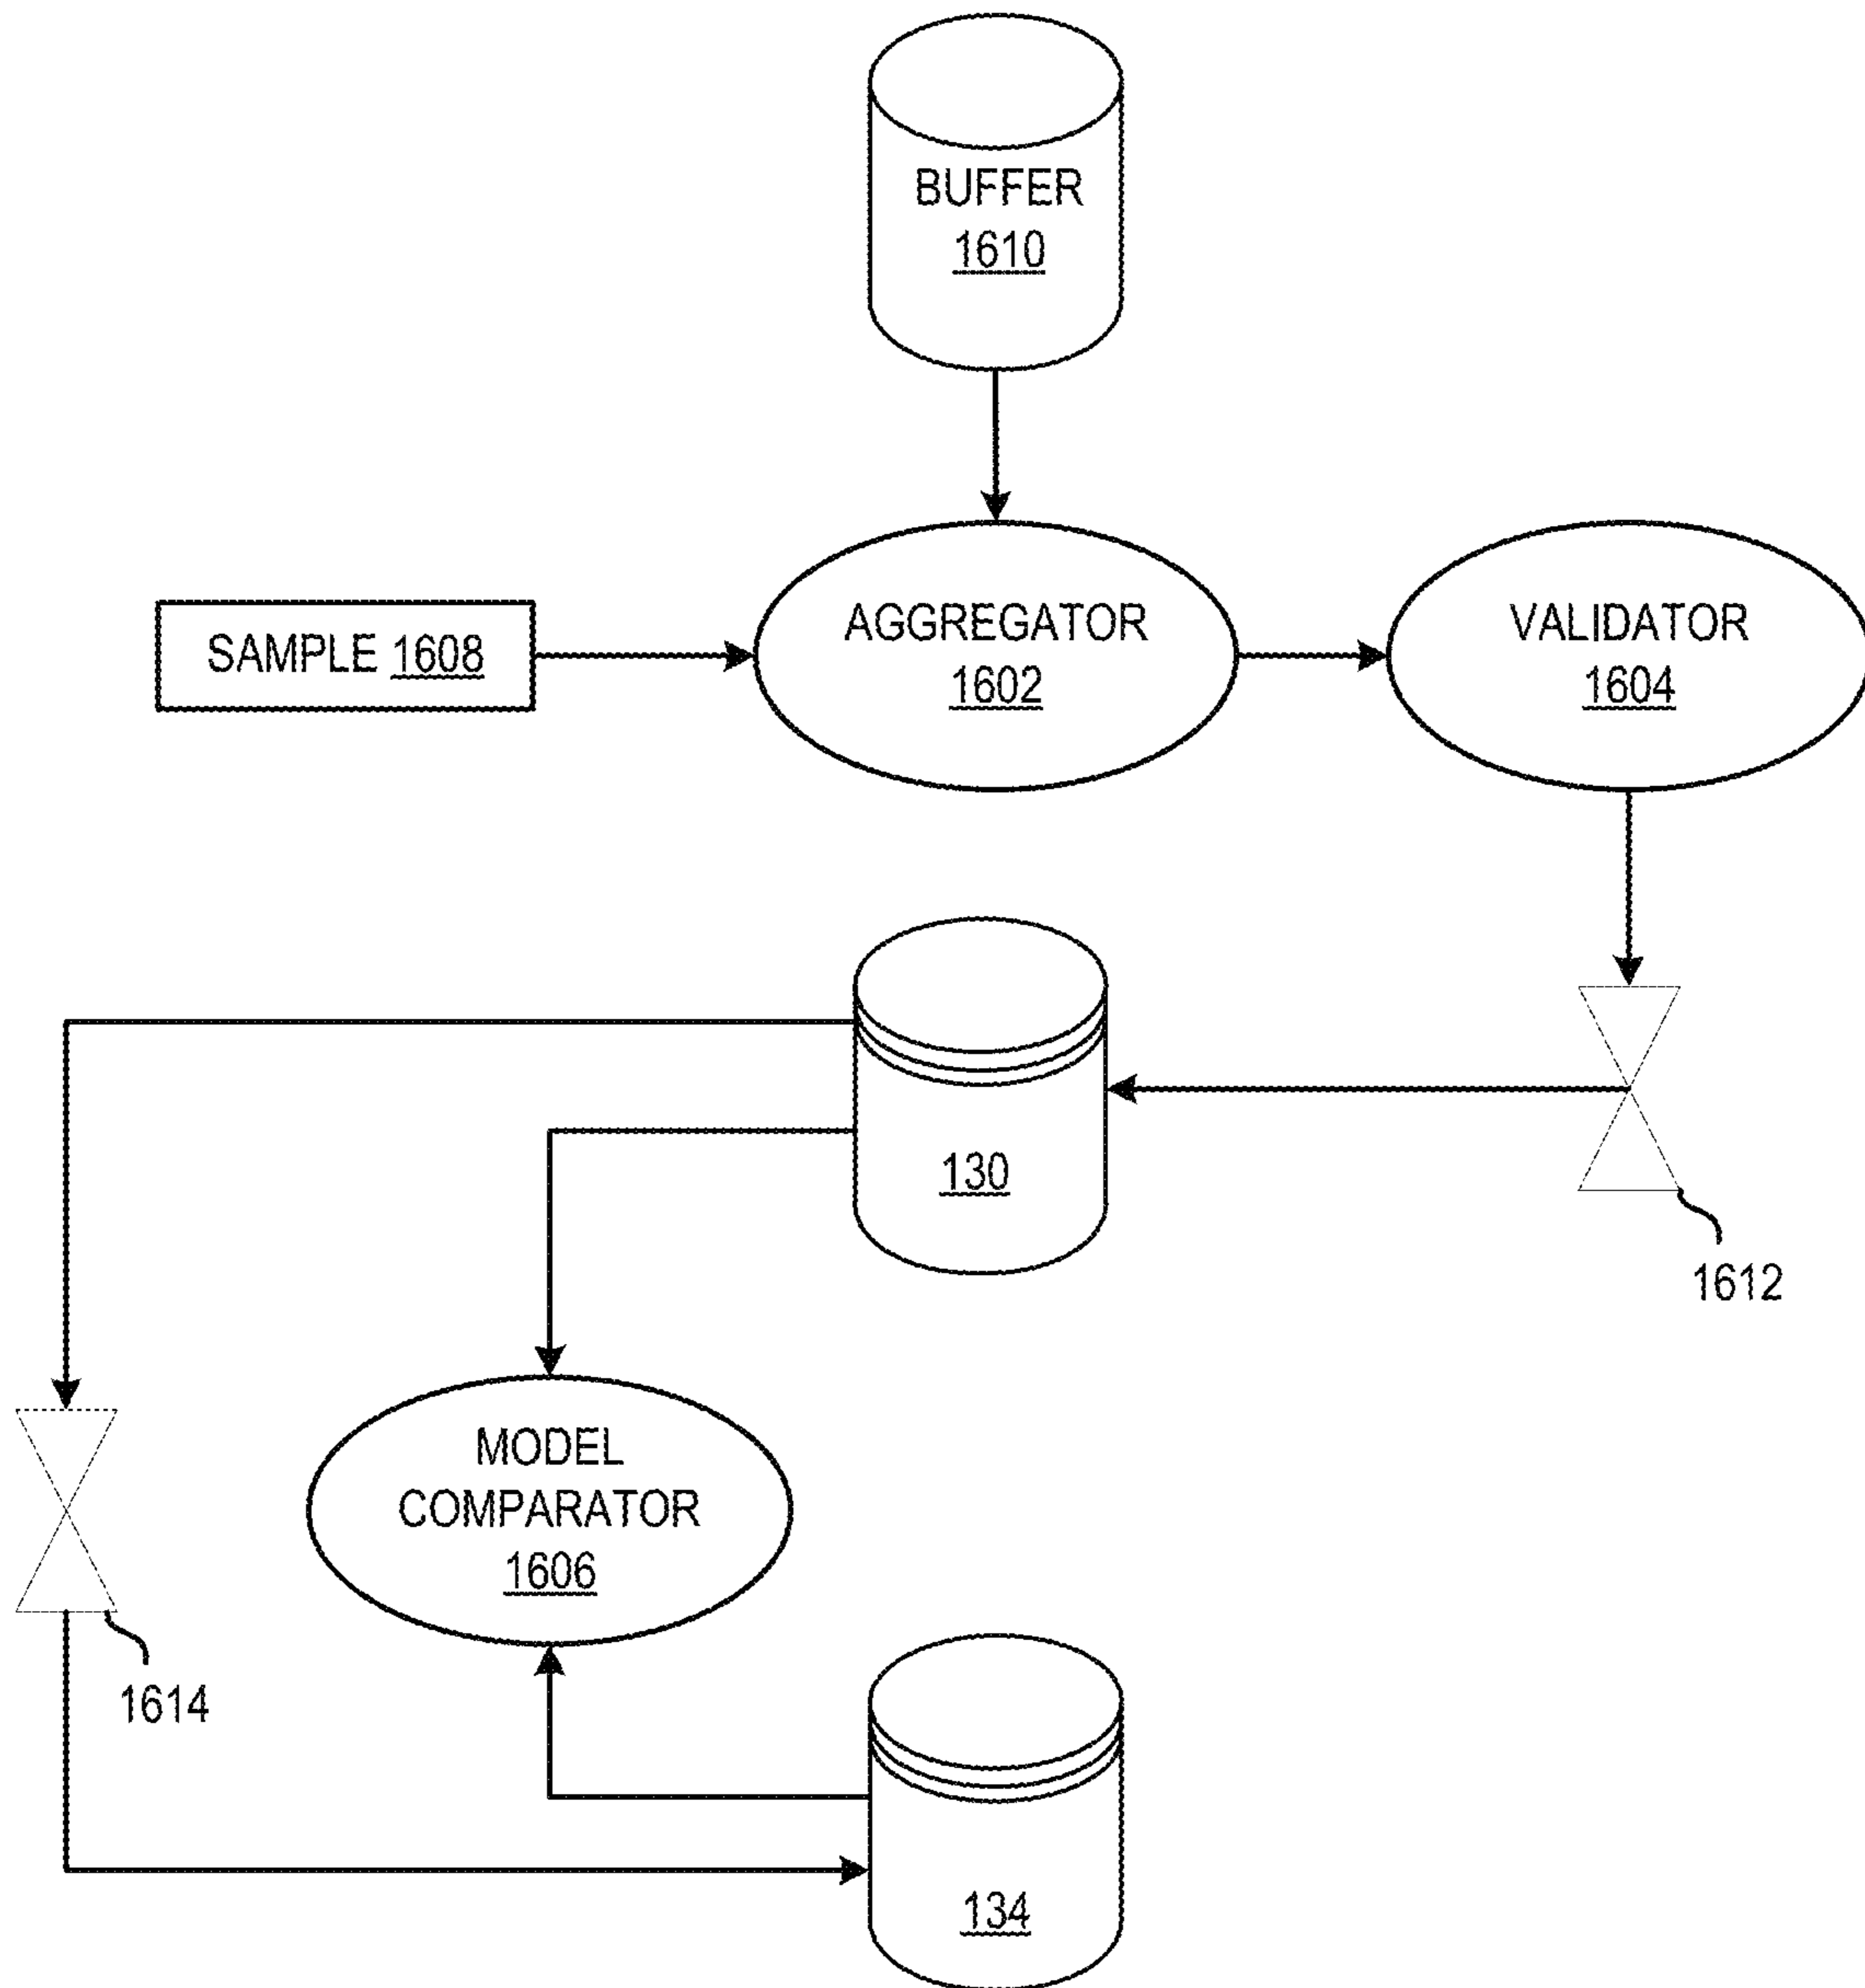 BUFFER
1610
SAMPLE 1608
AGGREGATOR
1602
VALIDATOR
1604
130
1612
MODEL
COMPARATOR
1606
1614
134